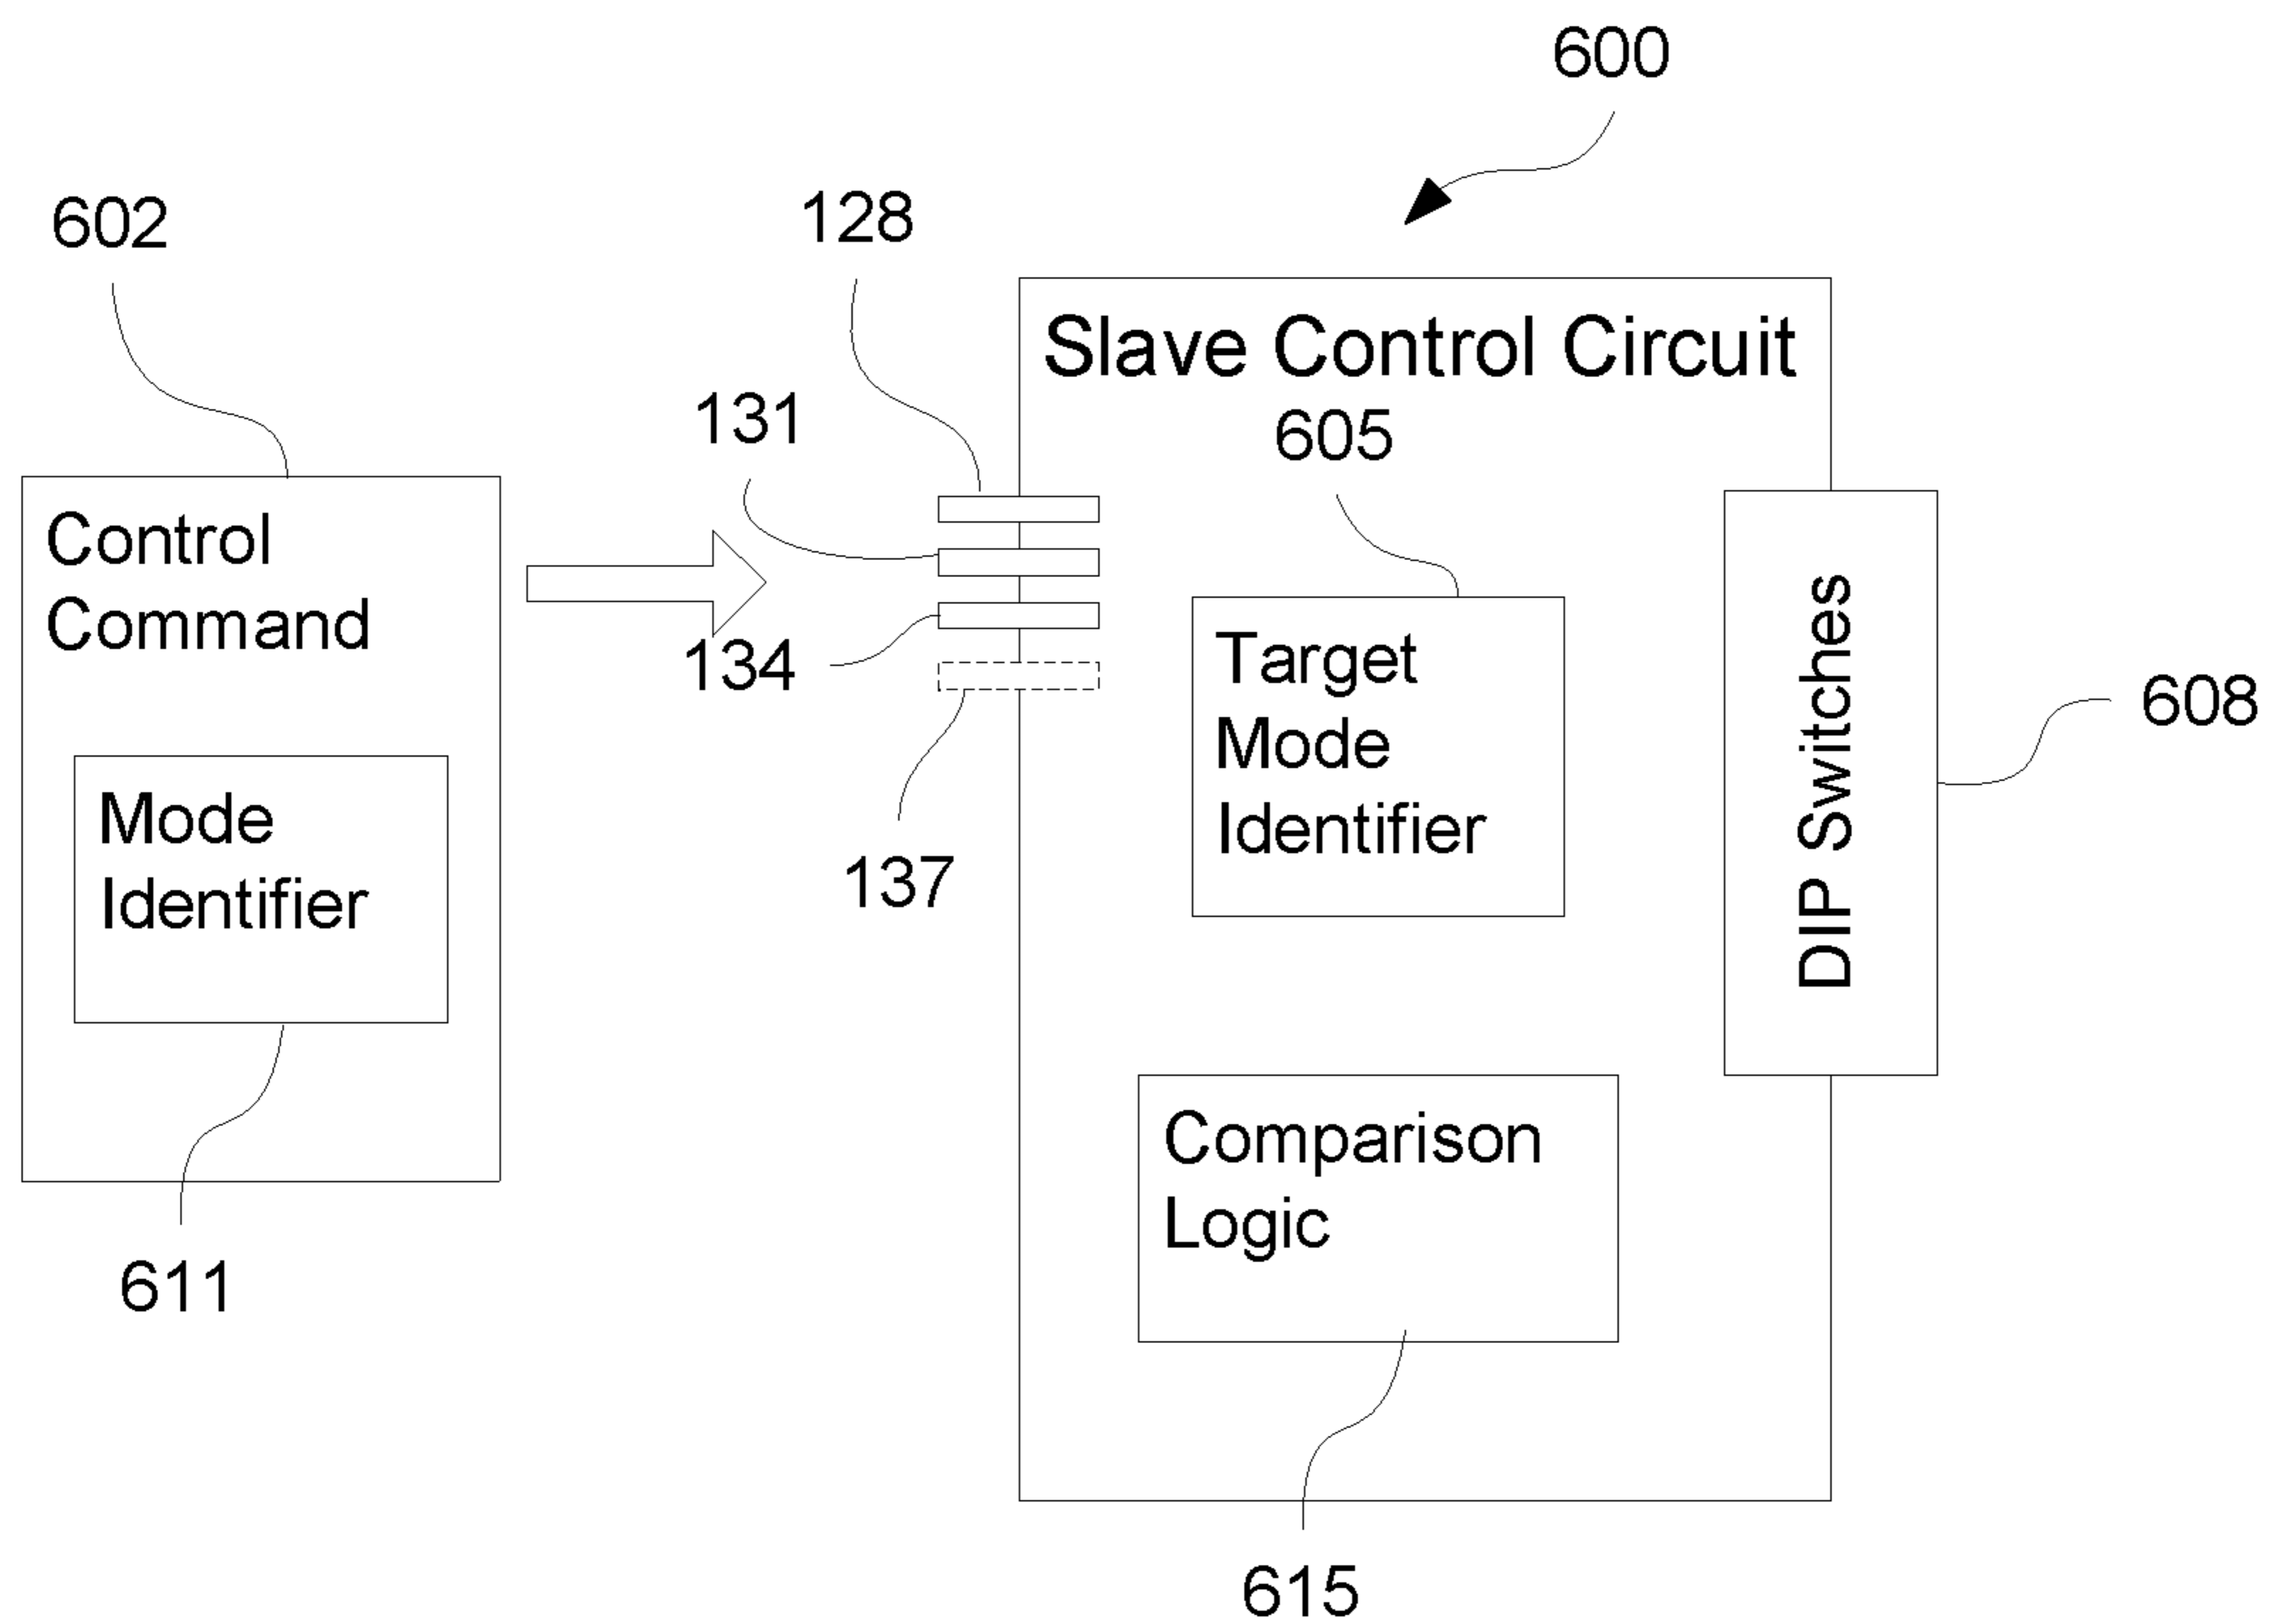 600
602
128
Slave Control Circuit
131
605
Control
Command
134
Target
Mode
Identifier
DIP Switches
608
Mode
Identifier
137
Comparison
Logic
611
615